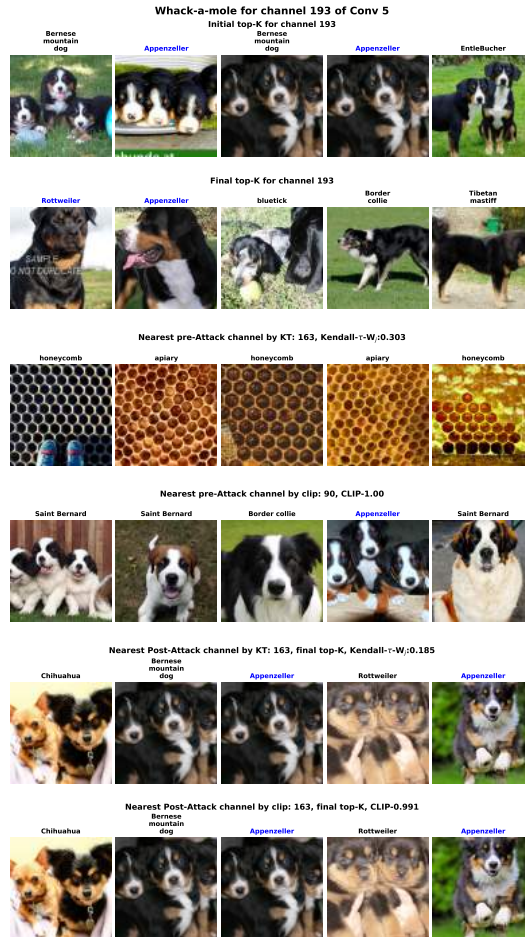 Whack-a-mole for channel 193 of Conv 5
Initial top-K for channel 193
Bernese mountain dog
Appenzeller
Bernese mountain dog
Appenzeller
EntleBucher
Final top-K for channel 193
Rottweiler
Appenzeller
bluetick
Border collie
Tibetan mastiff
SAMPLE
DO NOT DUPLICATE
Nearest pre-Attack channel by KT: 163, Kendall-τ-Wⱼ:0.303
honeycomb
apiary
honeycomb
apiary
honeycomb
Nearest pre-Attack channel by clip: 90, CLIP-1.00
Saint Bernard
Saint Bernard
Border collie
Appenzeller
Saint Bernard
Nearest Post-Attack channel by KT: 163, final top-K, Kendall-τ-Wⱼ:0.185
Chihuahua
Bernese mountain dog
Appenzeller
Rottweiler
Appenzeller
Nearest Post-Attack channel by clip: 163, final top-K, CLIP-0.991
Chihuahua
Bernese mountain dog
Appenzeller
Rottweiler
Appenzeller